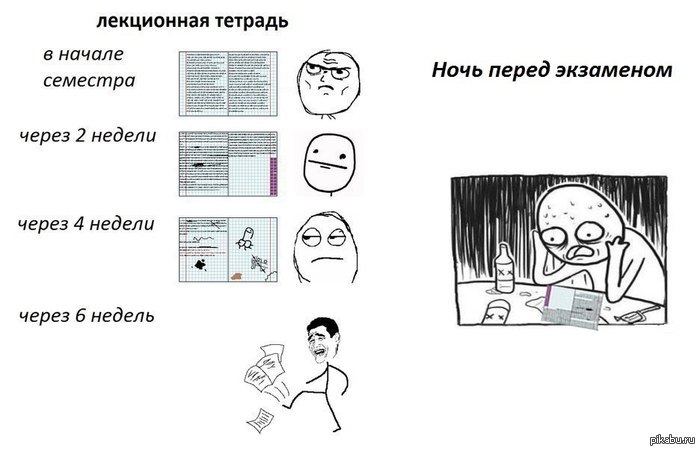 лекционная тетрадь
в начале
семестра
через 2 недели
через 4 недели
через 6 недель
Ночь перед экзаменом
pikabu.ru